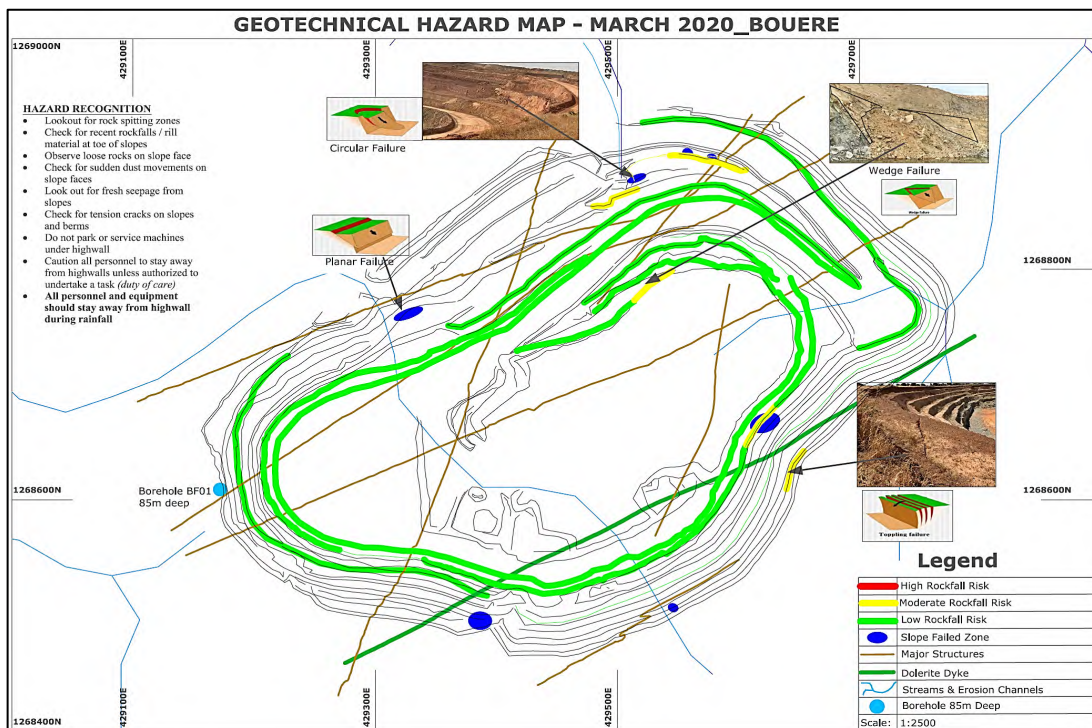 GEOTECHNICAL HAZARD MAP - MARCH 2020_BOUERE
1269000N
429100E
429300E
429500E
429700E
HAZARD RECOGNITION
• Lookout for rock spitting zones
• Check for recent rockfalls / rill
material at toe of slopes
• Observe loose rocks on slope face
• Check for sudden dust movements on
slope faces
• Look out for fresh seepage from
slopes
• Check for tension cracks on slopes
and berms
• Do not park or service machines
under highwall
• Caution all personnel to stay away
from highwalls unless authorized to
undertake a task (duty of care)
• All personnel and equipment
should stay away from highwall
during rainfall
Circular Failure
Wedge Failure
Wedge failure
Planar Failure
1268800N
Borehole BF01
85m deep
1268600N
1268600N
Toppling failure
Legend
High Rockfall Risk
Moderate Rockfall Risk
Low Rockfall Risk
Slope Failed Zone
Major Structures
Dolerite Dyke
Streams & Erosion Channels
Borehole 85m Deep
Scale: 1:2500
1268400N
429100E
429300E
429500E